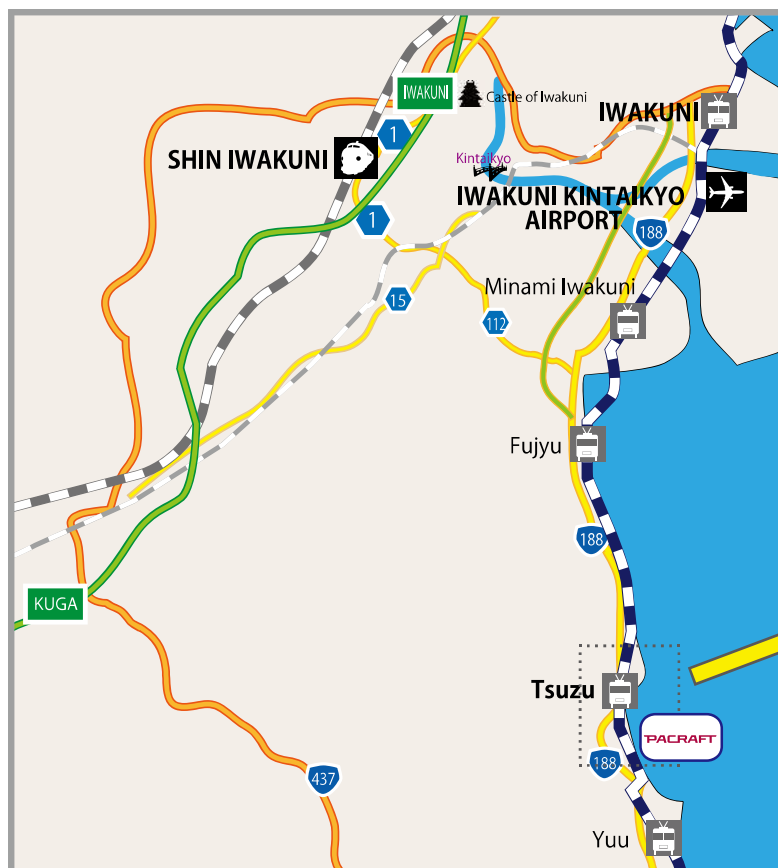 IWAKUNI
Castle of Iwakuni
IWAKUNI
1
SHIN IWAKUNI
Kintaikyo
IWAKUNI KINTAIKYO
AIRPORT
1
188
Minami Iwakuni
15
112
Fujyu
188
KUGA
Tsuzu
PACRAFT
188
437
Yuu